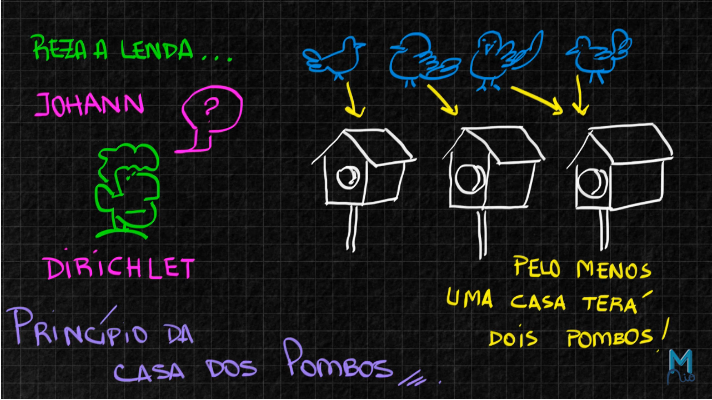 REZA A LENDA...
JOHANN
?
DIRICHLET
PELO MENOS
UMA CASA TERÁ
DOIS POMBOS!
PRINCÍPIO DA
CASA DOS POMBOS
M